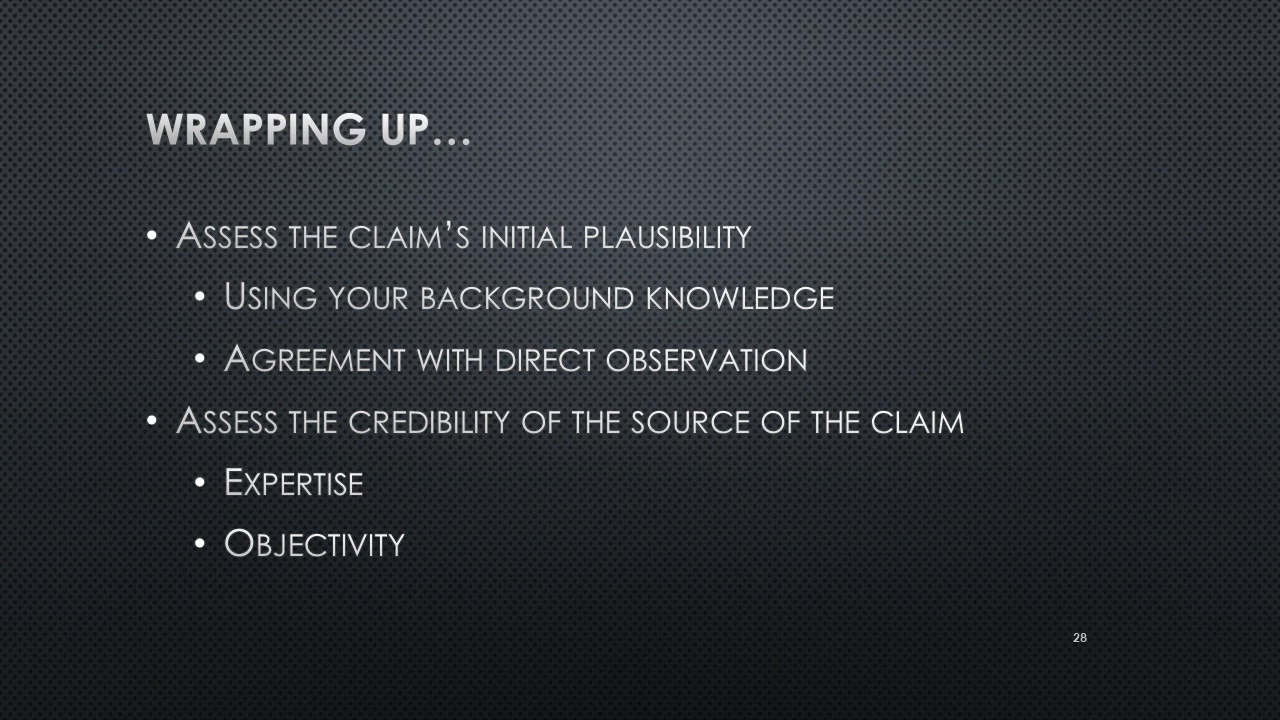 WRAPPING UP…
• ASSESS THE CLAIM’S INITIAL PLAUSIBILITY
• USING YOUR BACKGROUND KNOWLEDGE
• AGREEMENT WITH DIRECT OBSERVATION
• ASSESS THE CREDIBILITY OF THE SOURCE OF THE CLAIM
• EXPERTISE
• OBJECTIVITY
28